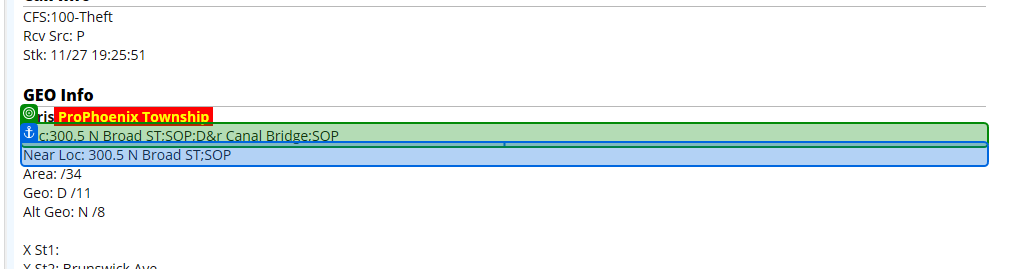 CFS:100-Theft
Rcv Src: P
Stk: 11/27 19:25:51
GEO Info
ris ProPhoenix Township
c:300.5 N Broad ST;SOP;D&r Canal Bridge;SOP
Near Loc: 300.5 N Broad ST;SOP
Area: /34
Geo: D /11
Alt Geo: N /8
X St1:
X St2: Brunswick Ave